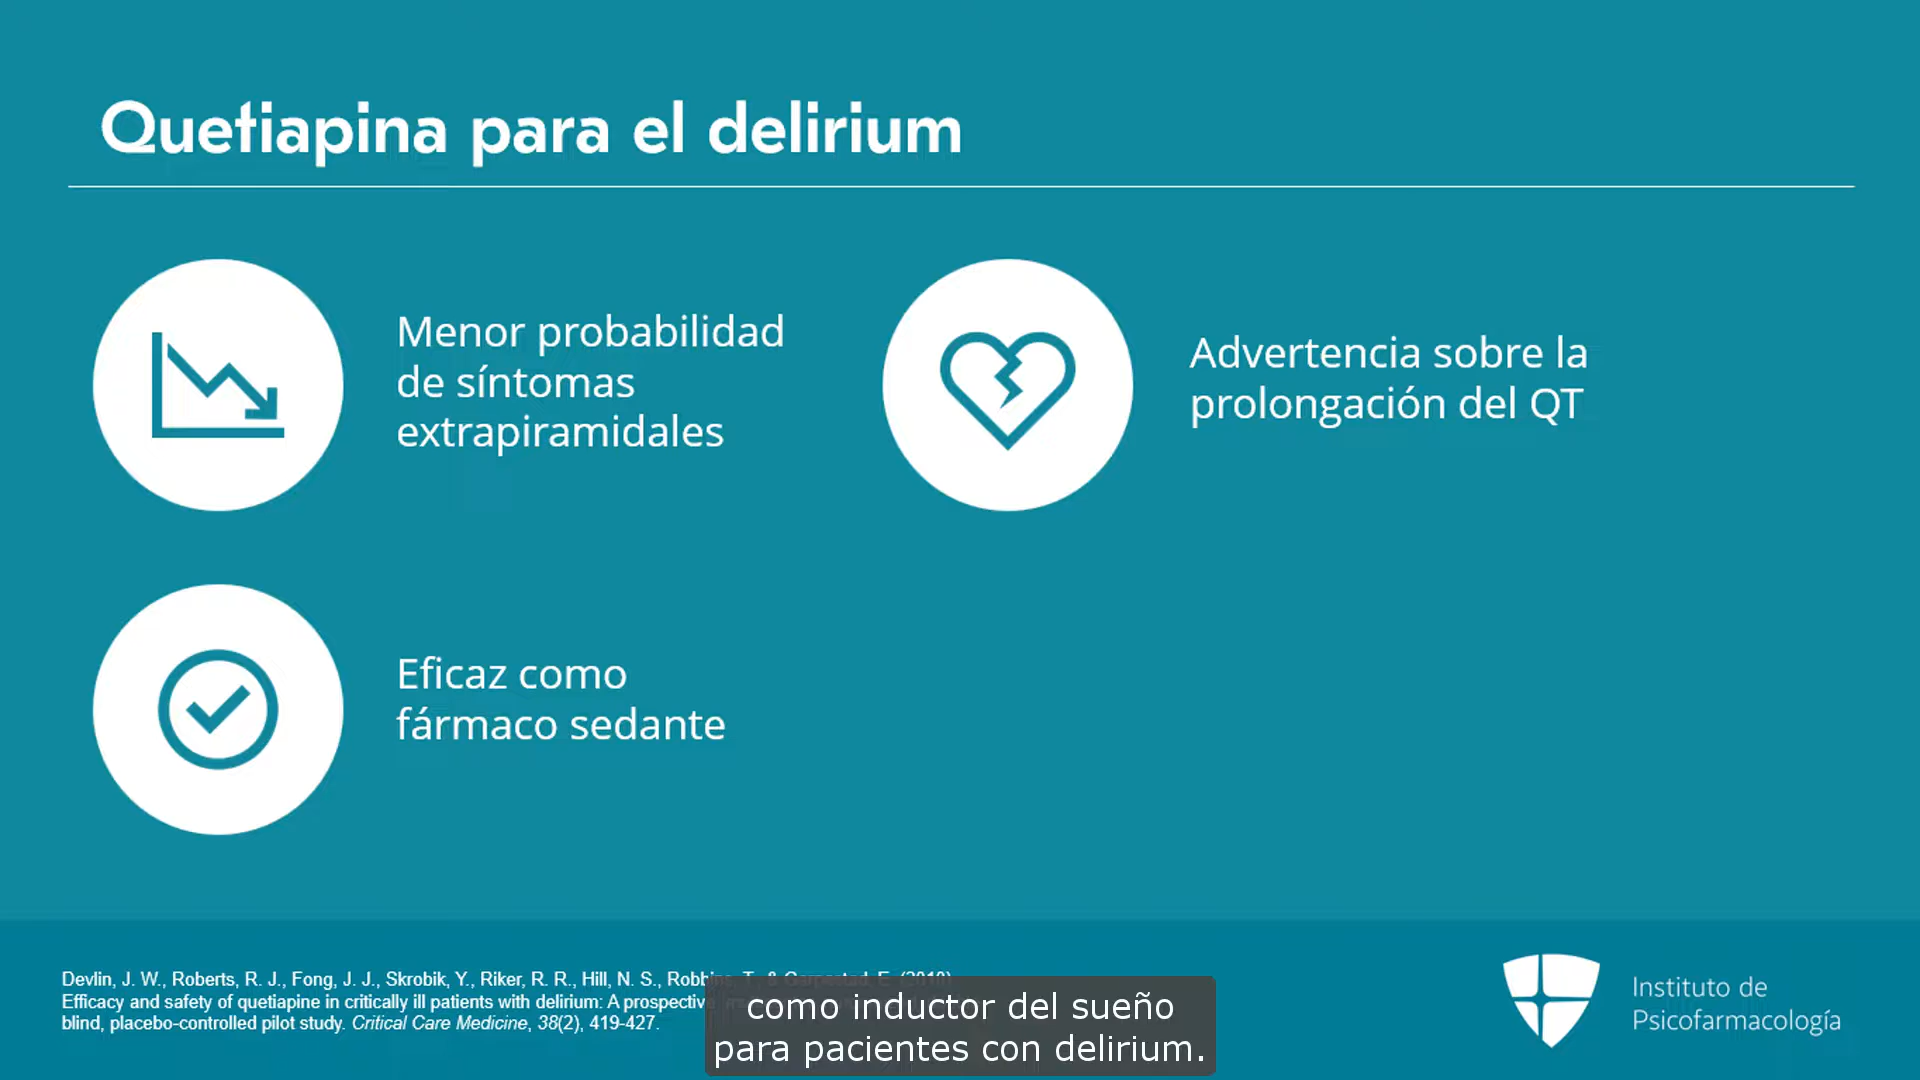 Quetiapina para el delirium
Menor probabilidad
de síntomas
extrapiramidales
Advertencia sobre la
prolongación del QT
Eficaz como
fármaco sedante
Devlin, J. W., Roberts, R. J., Fong, J. J., Skrobik, Y., Riker, R. R., Hill, N. S., Robbins, T., & Garpestad, E. (2010).
Efficacy and safety of quetiapine in critically ill patients with delirium: A prospective,
blind, placebo-controlled pilot study. Critical Care Medicine, 38(2), 419-427.
como inductor del sueño
para pacientes con delirium.
Instituto de
Psicofarmacología